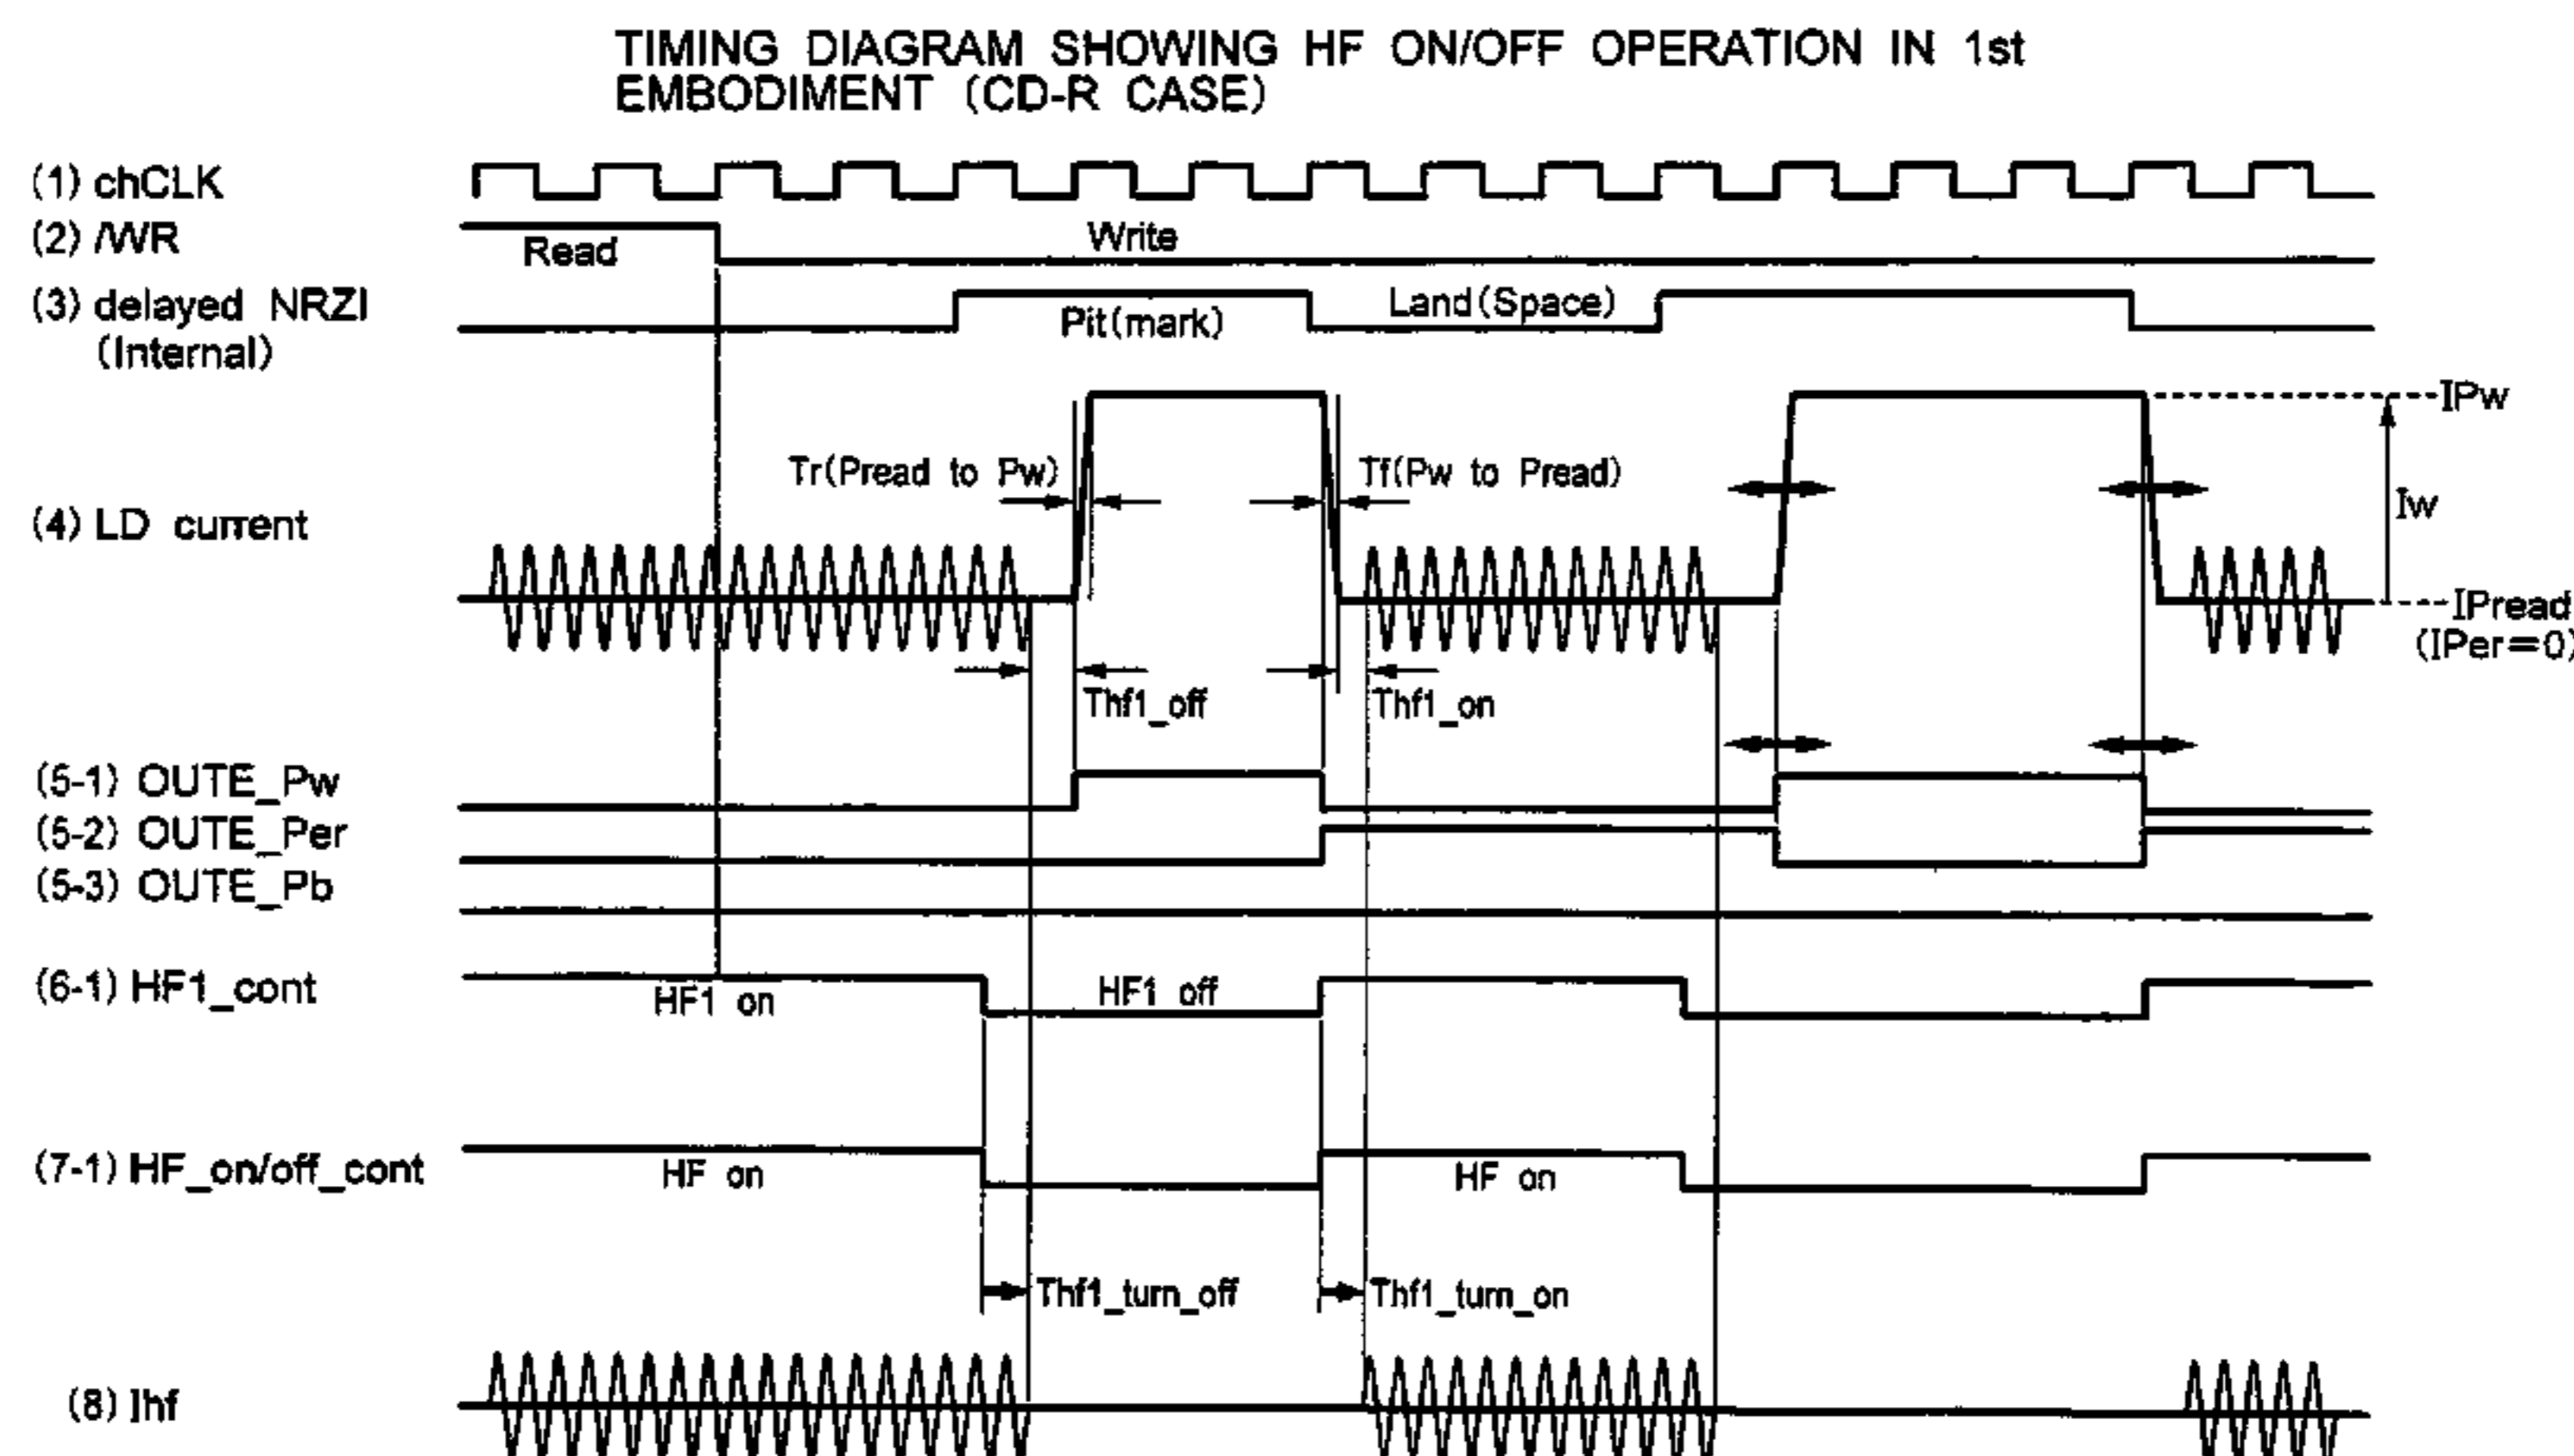 TIMING DIAGRAM SHOWING HF ON/OFF OPERATION IN 1st
EMBODIMENT (CD-R CASE)
(1) chCLK
(2) /WR
Read
Write
(3) delayed NRZI
(Internal)
Pit(mark)
Land(Space)
IPw
Tr(Pread to Pw)
Tf(Pw to Pread)
Iw
(4) LD current
IPread
(IPer=0)
Thf1_off
Thf1_on
(5-1) OUTE_Pw
(5-2) OUTE_Per
(5-3) OUTE_Pb
(6-1) HF1_cont
HF1 on
HF1 off
(7-1) HF_on/off_cont
HF on
HF on
Thf1_turn_off
Thf1_turn_on
(8) Ihf